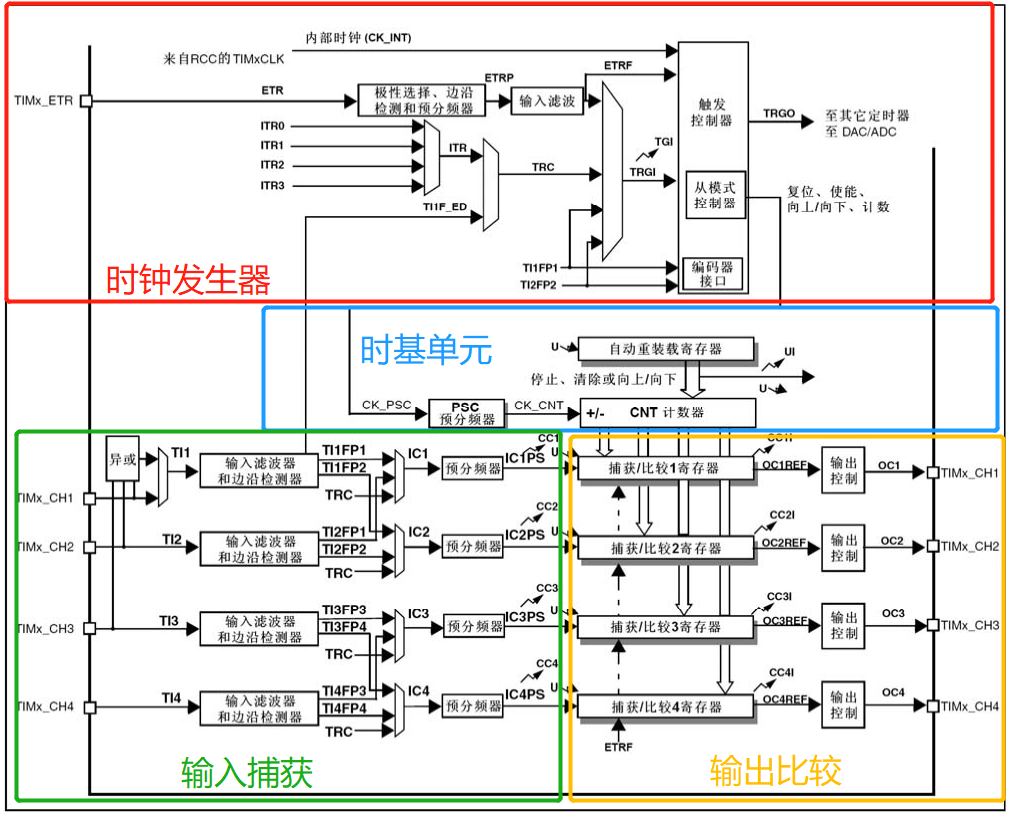 内部时钟 (CK_INT)
来自RCC的TIMxCLK
ETRF
ETRP
TIMx_ETR
ETR
极性选择、边沿
检测和预分频器
输入滤波
触发
控制器
TRGO
至其它定时器
至 DAC/ADC
ITR0
ITR1
ITR2
ITR3
ITR
TRC
TGI
TRGI
从模式
控制器
复位、使能、
向上/向下、计数
TI1F_ED
TI1FP1
TI2FP2
编码器
接口
时钟发生器
时基单元
U
自动重装载寄存器
UI
停止、清除或向上/向下
U
CK_PSC
PSC
预分频器
CK_CNT
+/-
CNT 计数器
异或
TI1
输入滤波器
和边沿检测器
TI1FP1
TI1FP2
TRC
IC1
预分频器
CC1
IC1PS
U
捕获/比较1寄存器
CC1I
OC1REF
输出
控制
OC1
TIMx_CH1
TIMx_CH1
TIMx_CH2
TI2
输入滤波器
和边沿检测器
TI2FP1
TI2FP2
TRC
IC2
预分频器
CC2
IC2PS
U
捕获/比较2寄存器
CC2I
OC2REF
输出
控制
OC2
TIMx_CH2
TIMx_CH3
TI3
输入滤波器
和边沿检测器
TI3FP3
TI3FP4
TRC
IC3
预分频器
CC3
IC3PS
U
捕获/比较3寄存器
CC3I
OC3REF
输出
控制
OC3
TIMx_CH3
TIMx_CH4
TI4
输入滤波器
和边沿检测器
TI4FP3
TI4FP4
TRC
IC4
预分频器
CC4
IC4PS
U
捕获/比较4寄存器
CC4I
OC4REF
输出
控制
OC4
TIMx_CH4
ETRF
输入捕获
输出比较